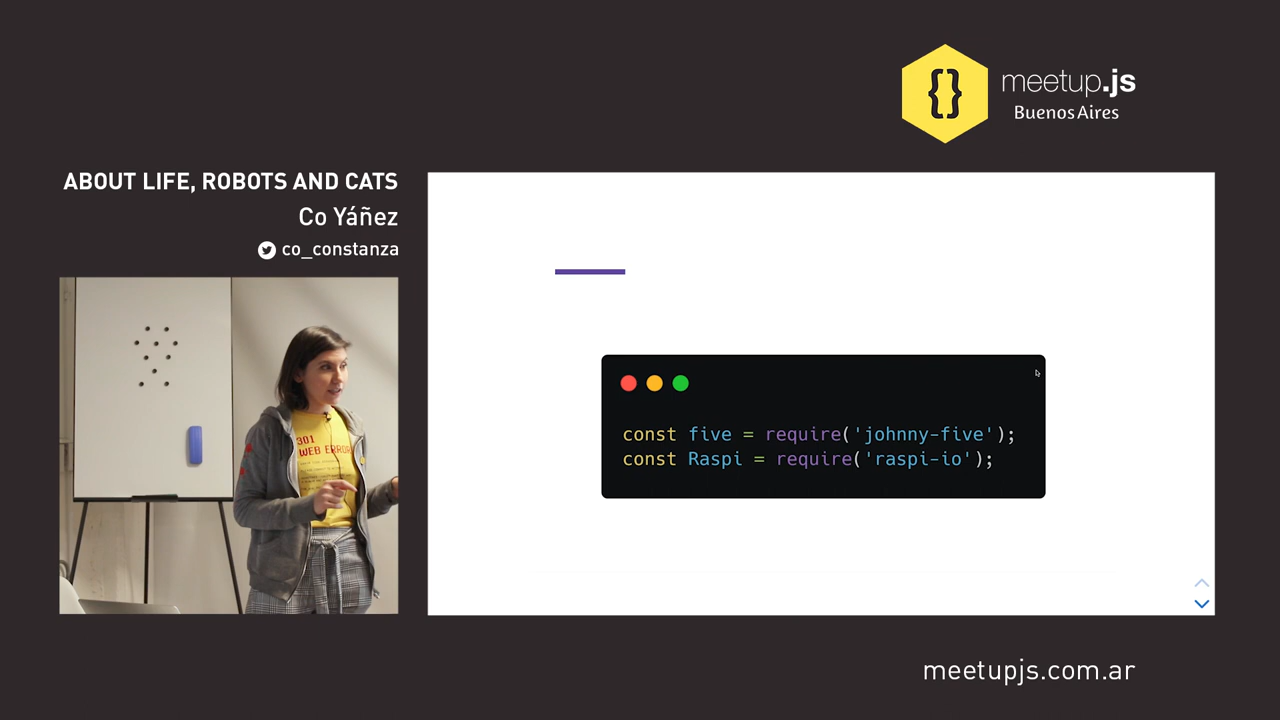 {} meetup.js
Buenos Aires
ABOUT LIFE, ROBOTS AND CATS
Co Yáñez
co_constanza
301
WEB ERROR
const five = require('johnny-five');
const Raspi = require('raspi-io');
meetupjs.com.ar